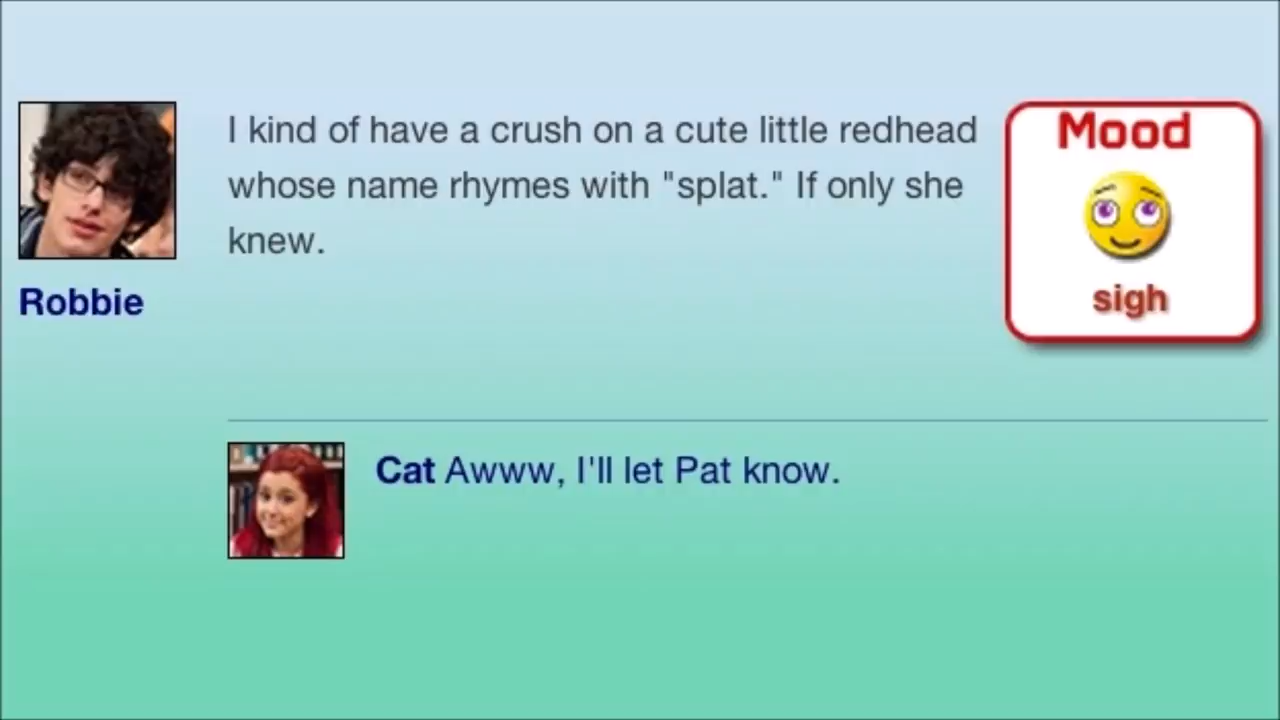 I kind of have a crush on a cute little redhead
whose name rhymes with "splat." If only she
knew.
Mood
sigh
Robbie
Cat Awww, I'll let Pat know.